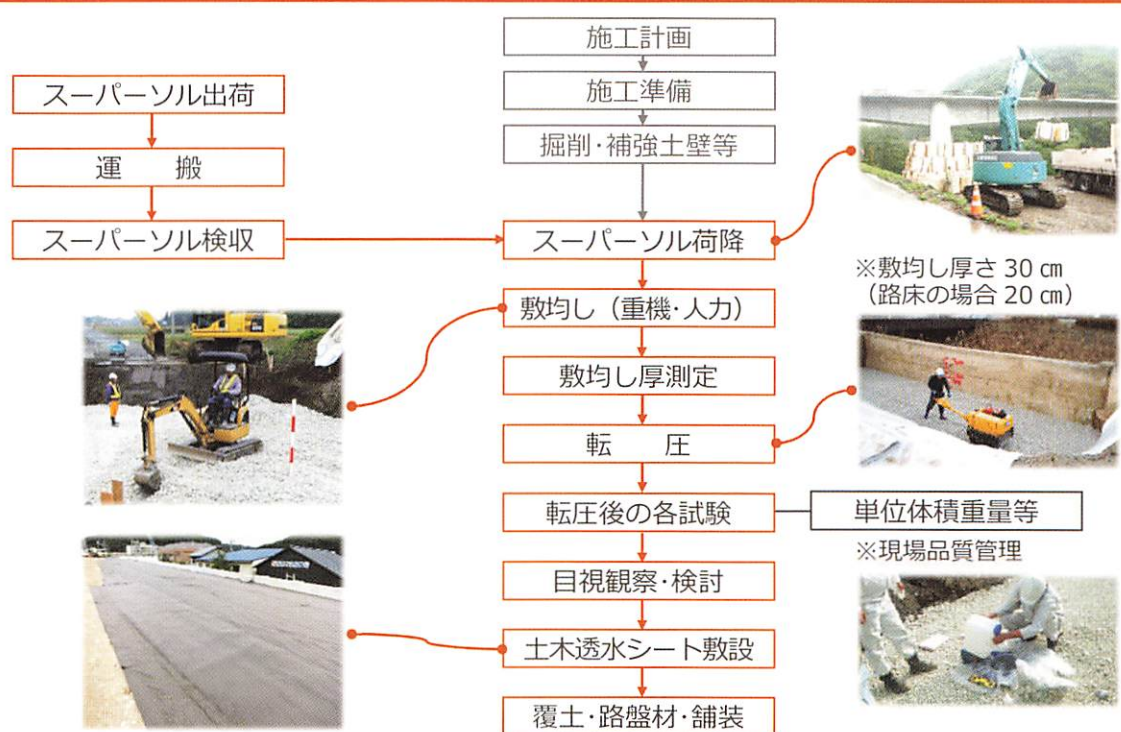 施工計画
施工準備
掘削・補強土壁等
スーパーソル出荷
運　　搬
スーパーソル検収
スーパーソル荷降
※敷均し厚さ 30 ㎝
（路床の場合 20 ㎝）
敷均し（重機・人力）
敷均し厚測定
転　　圧
転圧後の各試験
単位体積重量等
※現場品質管理
目視観察・検討
土木透水シート敷設
覆土・路盤材・舗装